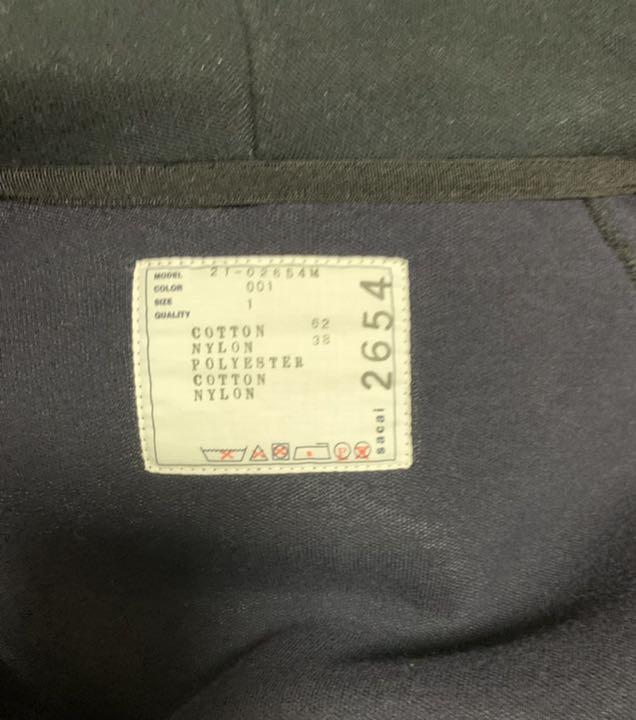 MODEL 21-02654M
COLOR 001
SIZE 1
QUALITY
COTTON 62
NYLON 38
POLYESTER
COTTON
NYLON
P
sacai 2654